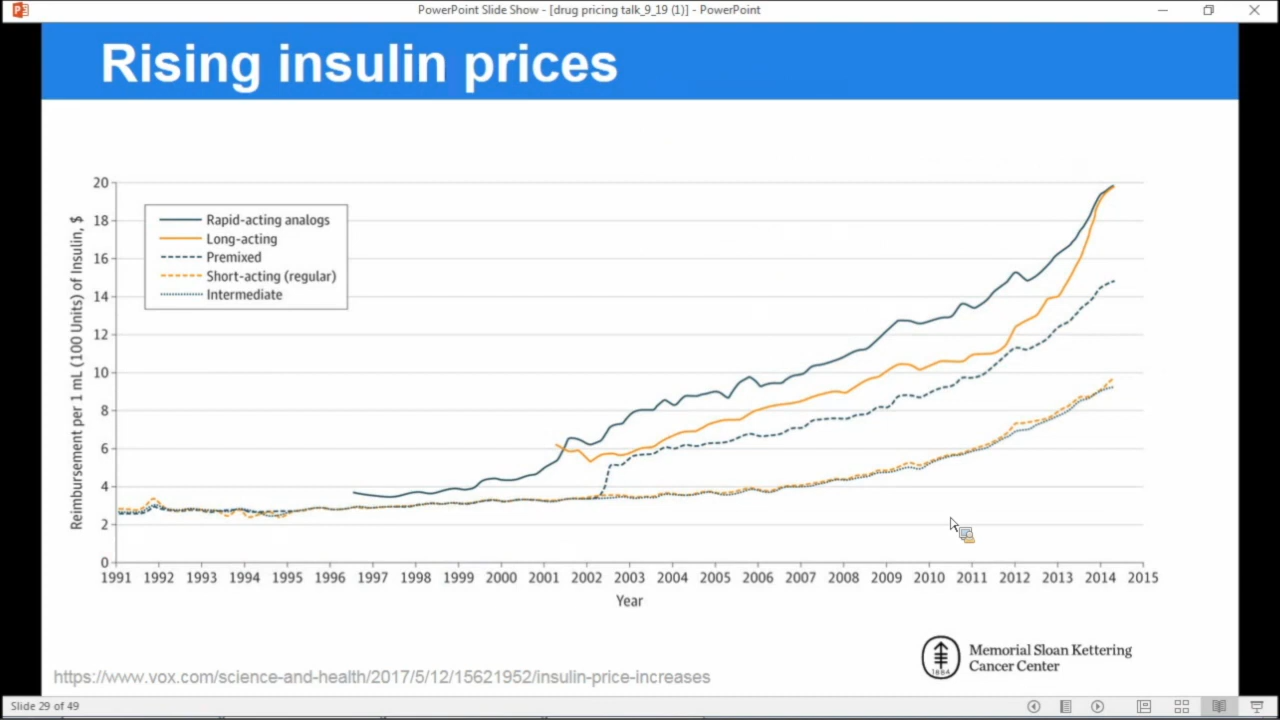 PowerPoint Slide Show - [drug pricing talk_9_19 (1)] - PowerPoint
Rising insulin prices
Reimbursement per 1 mL (100 Units) of Insulin, $
20
18
16
14
12
10
8
6
4
2
0
Rapid-acting analogs
Long-acting
Premixed
Short-acting (regular)
Intermediate
1991 1992 1993 1994 1995 1996 1997 1998 1999 2000 2001 2002 2003 2004 2005 2006 2007 2008 2009 2010 2011 2012 2013 2014 2015
Year
1884
Memorial Sloan Kettering
Cancer Center
https://www.vox.com/science-and-health/2017/5/12/15621952/insulin-price-increases
Slide 29 of 49